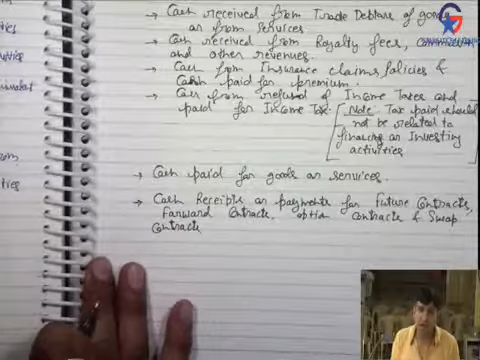 → Cash received from Trade Debtors of goods
or from services.
→ Cash received from Royalty fees,
and other revenues.
→ Cash from Insurance claims, Policies &
Cash paid for premium.
→ Cash from refund of Income Taxes and
paid for Income Tax. [Note: Tax paid should
not be related to
financing or Investing
activities]
→ Cash paid for goods or services.
→ Cash Receipts or payments for Future Contracts,
Forward Contracts, option contracts & Swap
Contracts